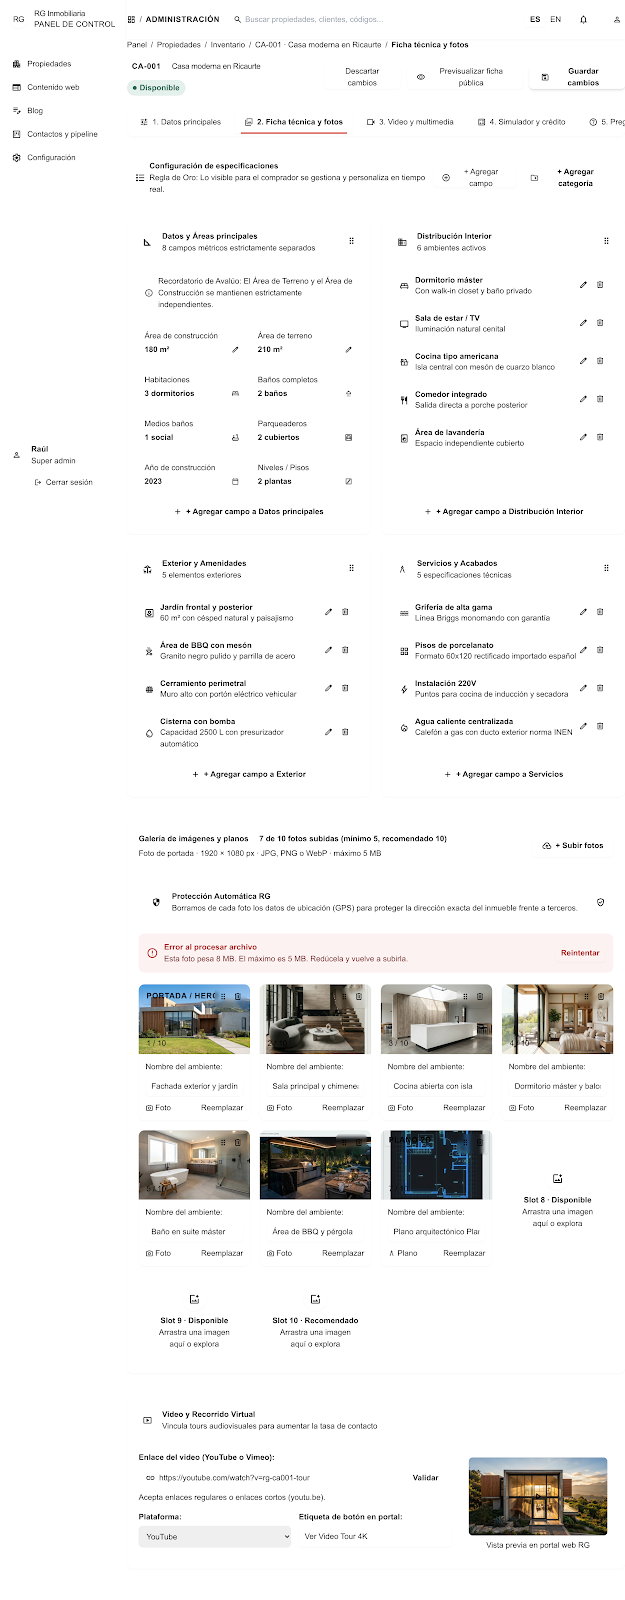 RG
RG Inmobiliaria
PANEL DE CONTROL
/ ADMINISTRACIÓN
Buscar propiedades, clientes, códigos...
ES EN
Panel / Propiedades / Inventario / CA-001 · Casa moderna en Ricaurte / Ficha técnica y fotos
Propiedades
Contenido web
Blog
Contactos y pipeline
Configuración
Raúl
Super admin
Cerrar sesión
CA-001 Casa moderna en Ricaurte
Disponible
Descartar
cambios
Previsualizar ficha
pública
Guardar
cambios
1. Datos principales
2. Ficha técnica y fotos
3. Video y multimedia
4. Simulador y crédito
5. Preg
Configuración de especificaciones
Regla de Oro: Lo visible para el comprador se gestiona y personaliza en tiempo
real.
+ Agregar
campo
+ Agregar
categoría
Datos y Áreas principales
8 campos métricos estrictamente separados
Recordatorio de Avalúo: El Área de Terreno y el Área de
Construcción se mantienen estrictamente
independientes.
Área de construcción
180 m²
Área de terreno
210 m²
Habitaciones
3 dormitorios
Baños completos
2 baños
Medios baños
1 social
Parqueaderos
2 cubiertos
Año de construcción
2023
Niveles / Pisos
2 plantas
+ Agregar campo a Datos principales
Distribución Interior
6 ambientes activos
Dormitorio máster
Con walk-in closet y baño privado
Sala de estar / TV
Iluminación natural cenital
Cocina tipo americana
Isla central con mesón de cuarzo blanco
Comedor integrado
Salida directa a porche posterior
Área de lavandería
Espacio independiente cubierto
+ Agregar campo a Distribución Interior
Exterior y Amenidades
5 elementos exteriores
Jardín frontal y posterior
60 m² con césped natural y paisajismo
Área de BBQ con mesón
Granito negro pulido y parrilla de acero
Cerramiento perimetral
Muro alto con portón eléctrico vehicular
Cisterna con bomba
Capacidad 2500 L con presurizador
automático
+ Agregar campo a Exterior
Servicios y Acabados
5 especificaciones técnicas
Grifería de alta gama
Línea Briggs monomando con garantía
Pisos de porcelanato
Formato 60x120 rectificado importado español
Instalación 220V
Puntos para cocina de inducción y secadora
Agua caliente centralizada
Calefón a gas con ducto exterior norma INEN
+ Agregar campo a Servicios
Galería de imágenes y planos 7 de 10 fotos subidas (mínimo 5, recomendado 10)
Foto de portada · 1920 × 1080 px · JPG, PNG o WebP · máximo 5 MB
+ Subir fotos
Protección Automática RG
Borramos de cada foto los datos de ubicación (GPS) para proteger la dirección exacta del inmueble frente a terceros.
Error al procesar archivo
Esta foto pesa 8 MB. El máximo es 5 MB. Redúcela y vuelve a subirla.
Reintentar
PORTADA / HERO
1 / 10
Nombre del ambiente:
Fachada exterior y jardín
Foto Reemplazar
2 / 10
Nombre del ambiente:
Sala principal y chimene
Foto Reemplazar
3 / 10
Nombre del ambiente:
Cocina abierta con isla
Foto Reemplazar
4 / 10
Nombre del ambiente:
Dormitorio máster y balco
Foto Reemplazar
5 / 10
Nombre del ambiente:
Baño en suite máster
Foto Reemplazar
Nombre del ambiente:
Área de BBQ y pérgola
Foto Reemplazar
PLANO 2D
Nombre del ambiente:
Plano arquitectónico Plan
Plano Reemplazar
Slot 8 · Disponible
Arrastra una imagen
aquí o explora
Slot 9 · Disponible
Arrastra una imagen
aquí o explora
Slot 10 · Recomendado
Arrastra una imagen
aquí o explora
Video y Recorrido Virtual
Vincula tours audiovisuales para aumentar la tasa de contacto
Enlace del video (YouTube o Vimeo):
https://youtube.com/watch?v=rg-ca001-tour
Validar
Acepta enlaces regulares o enlaces cortos (youtu.be).
Plataforma:
YouTube
Etiqueta de botón en portal:
Ver Video Tour 4K
Vista previa en portal web RG